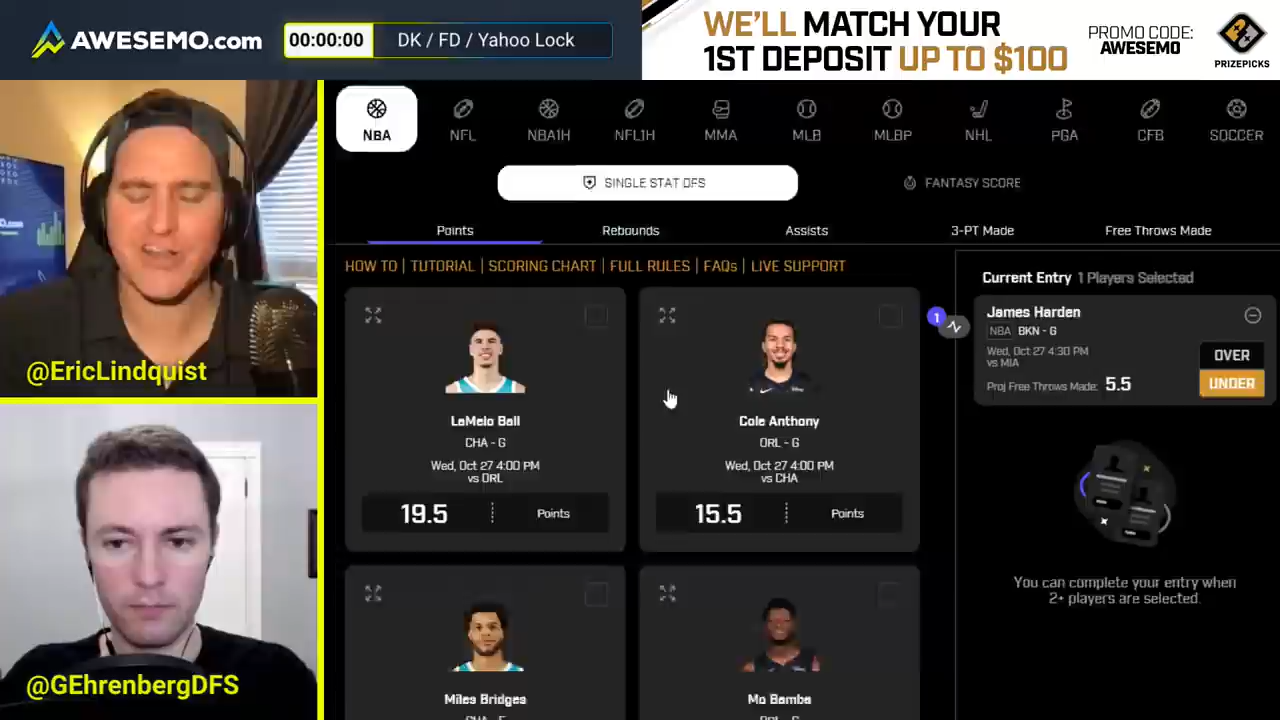 AWESEMO.com
00:00:00
DK / FD / Yahoo Lock
WE'LL MATCH YOUR
1ST DEPOSIT UP TO $100
PROMO CODE:
AWESEMO
PRIZEPICKS
NBA
NFL
NBA1H
NFL1H
MMA
MLB
MLBP
NHL
PGA
CFB
SOCCER
SINGLE STAT DFS
FANTASY SCORE
Points
Rebounds
Assists
3-PT Made
Free Throws Made
HOW TO | TUTORIAL | SCORING CHART | FULL RULES | FAQs | LIVE SUPPORT
LaMelo Ball
CHA - G
Wed, Oct 27 4:00 PM
vs ORL
19.5
Points
Cole Anthony
ORL - G
Wed, Oct 27 4:00 PM
vs CHA
15.5
Points
Miles Bridges
Mo Bamba
Current Entry 1 Players Selected
1
James Harden
NBA BKN - G
Wed, Oct 27 4:30 PM
vs MIA
Proj Free Throws Made: 5.5
OVER
UNDER
You can complete your entry when
2+ players are selected.
@EricLindquist
@GEhrenbergDFS